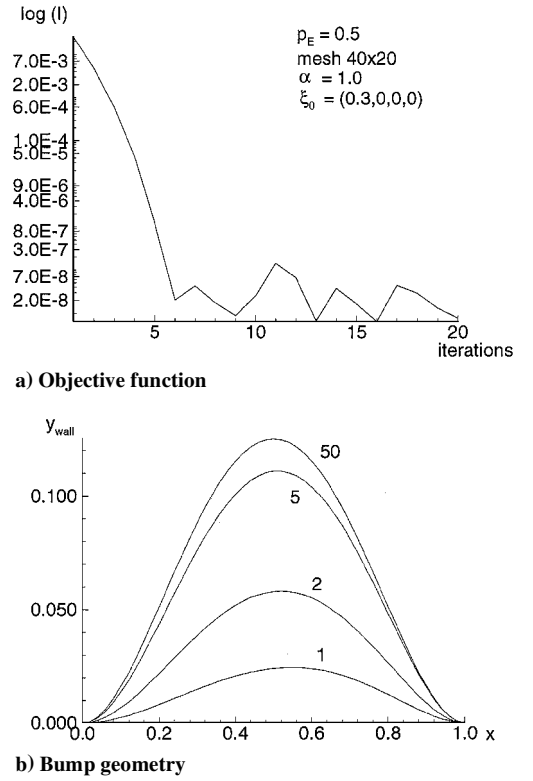 log (I)
p_E = 0.5
mesh 40x20
α = 1.0
ξ_0 = (0.3,0,0,0)
7.0E-3
2.0E-3
6.0E-4
1.0E-4
5.0E-5
9.0E-6
4.0E-6
8.0E-7
3.0E-7
7.0E-8
2.0E-8
5 10 15 20
iterations
a) Objective function
y_wall
50
0.100
5
2
0.050
1
0.000
0.0 0.2 0.4 0.6 0.8 1.0 x
b) Bump geometry